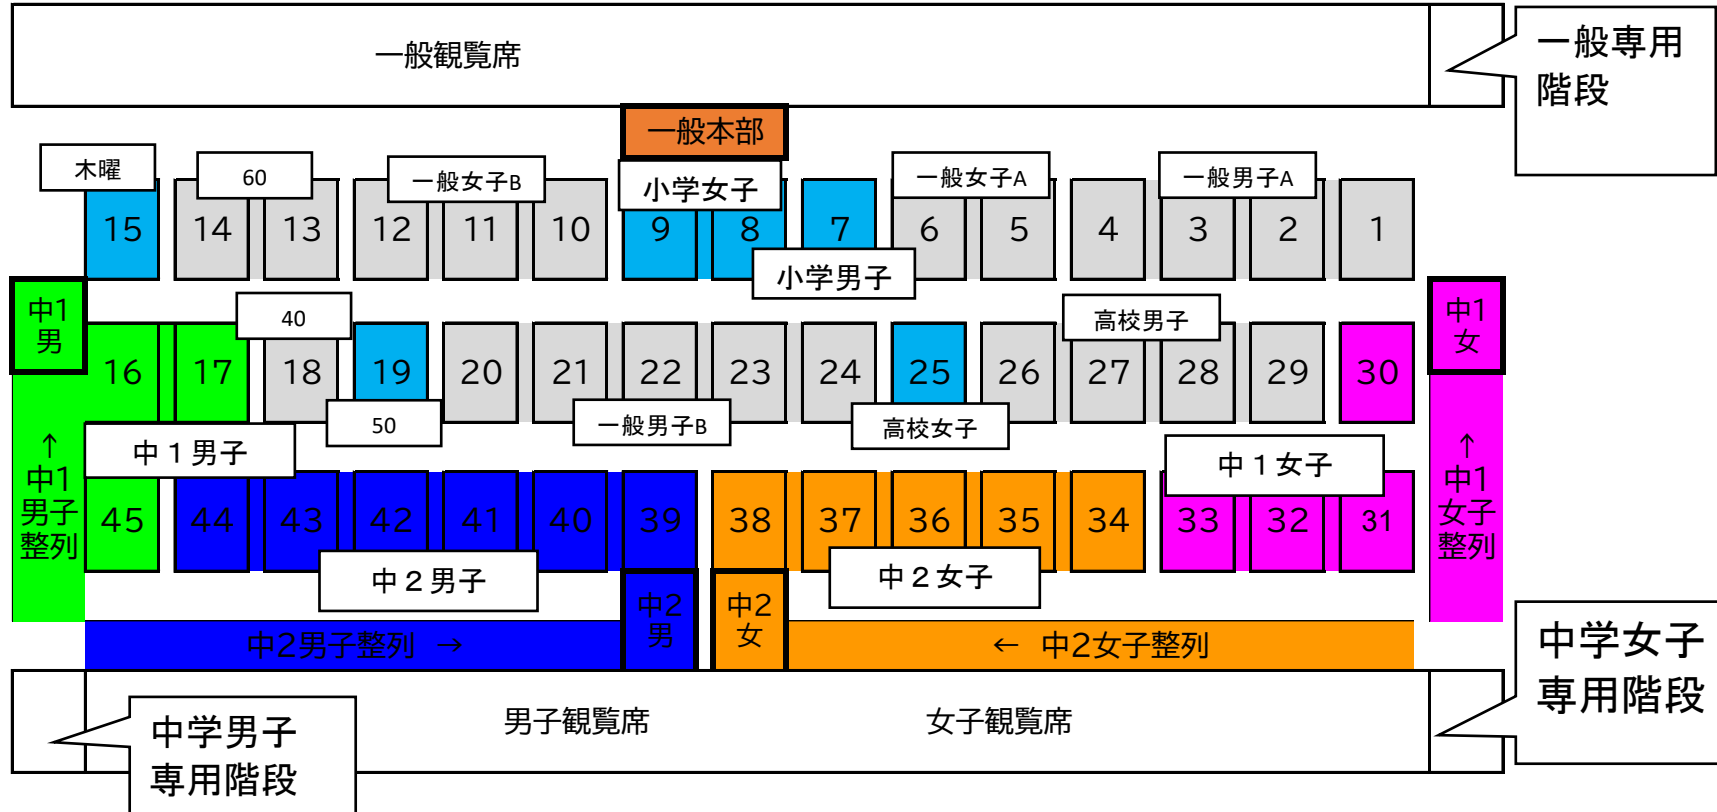 一般観覧席
一般専用
階段
一般本部
木曜
60
一般女子B
小学女子
一般女子A
一般男子A
15 14 13 12 11 10 9 8 7 6 5 4 3 2 1
小学男子
中1
男
40
高校男子
中1
女
16 17 18 19 20 21 22 23 24 25 26 27 28 29 30
50
一般男子B
高校女子
中１男子
中１女子
↑
中1
男子
整列
↑
中1
女子
整列
45 44 43 42 41 40 39 38 37 36 35 34 33 32 31
中２男子
中２女子
中2
男
中2
女
中2男子整列 →
← 中2女子整列
中学女子
専用階段
男子観覧席
女子観覧席
中学男子
専用階段